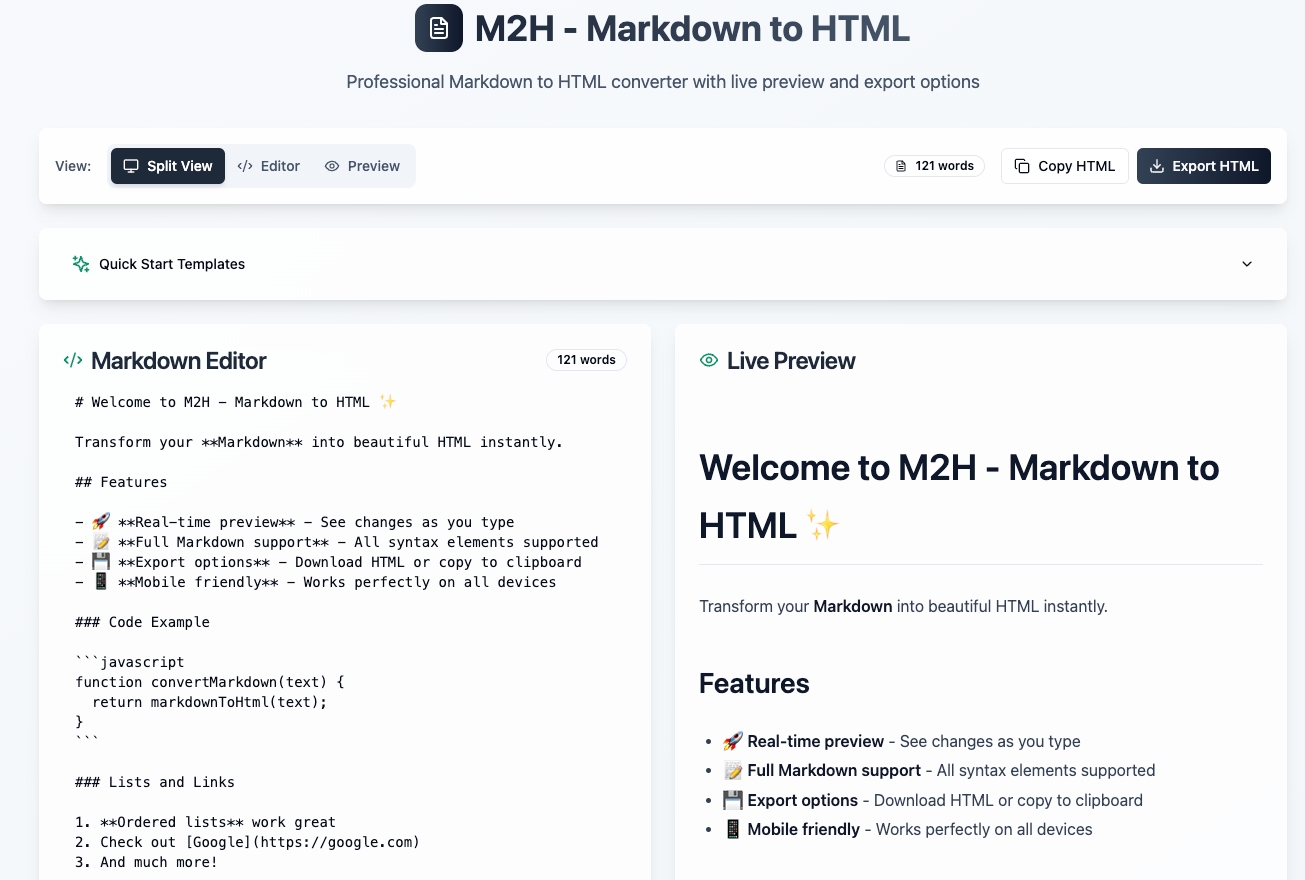 M2H - Markdown to HTML
Professional Markdown to HTML converter with live preview and export options
View: Split View </> Editor Preview 121 words Copy HTML Export HTML
Quick Start Templates
</> Markdown Editor 121 words
# Welcome to M2H - Markdown to HTML ✨
Transform your **Markdown** into beautiful HTML instantly.
## Features
- 🚀 **Real-time preview** - See changes as you type
- 📝 **Full Markdown support** - All syntax elements supported
- 💾 **Export options** - Download HTML or copy to clipboard
- 📱 **Mobile friendly** - Works perfectly on all devices
### Code Example
```javascript
function convertMarkdown(text) {
  return markdownToHtml(text);
}
```
### Lists and Links
1. **Ordered lists** work great
2. Check out [Google](https://google.com)
3. And much more!
Live Preview
Welcome to M2H - Markdown to
HTML ✨
Transform your Markdown into beautiful HTML instantly.
Features
• 🚀 Real-time preview - See changes as you type
• 📝 Full Markdown support - All syntax elements supported
• 💾 Export options - Download HTML or copy to clipboard
• 📱 Mobile friendly - Works perfectly on all devices